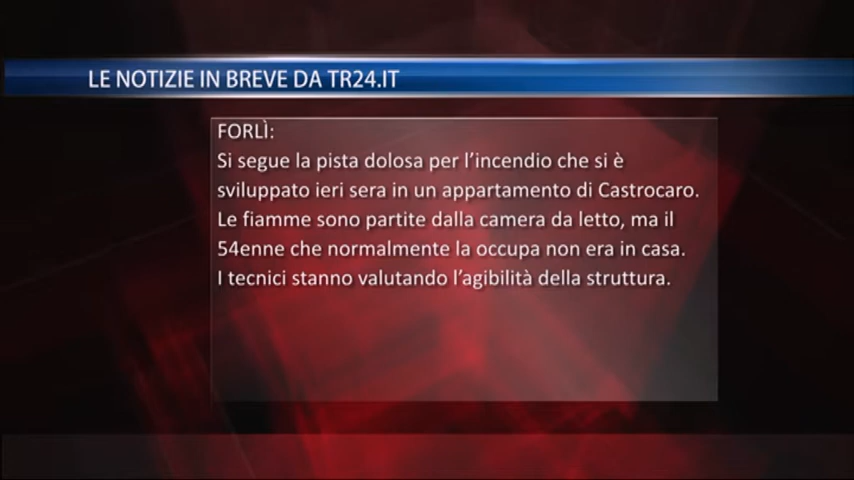 LE NOTIZIE IN BREVE DA TR24.IT
FORLÌ:
Si segue la pista dolosa per l'incendio che si è
sviluppato ieri sera in un appartamento di Castrocaro.
Le fiamme sono partite dalla camera da letto, ma il
54enne che normalmente la occupa non era in casa.
I tecnici stanno valutando l'agibilità della struttura.